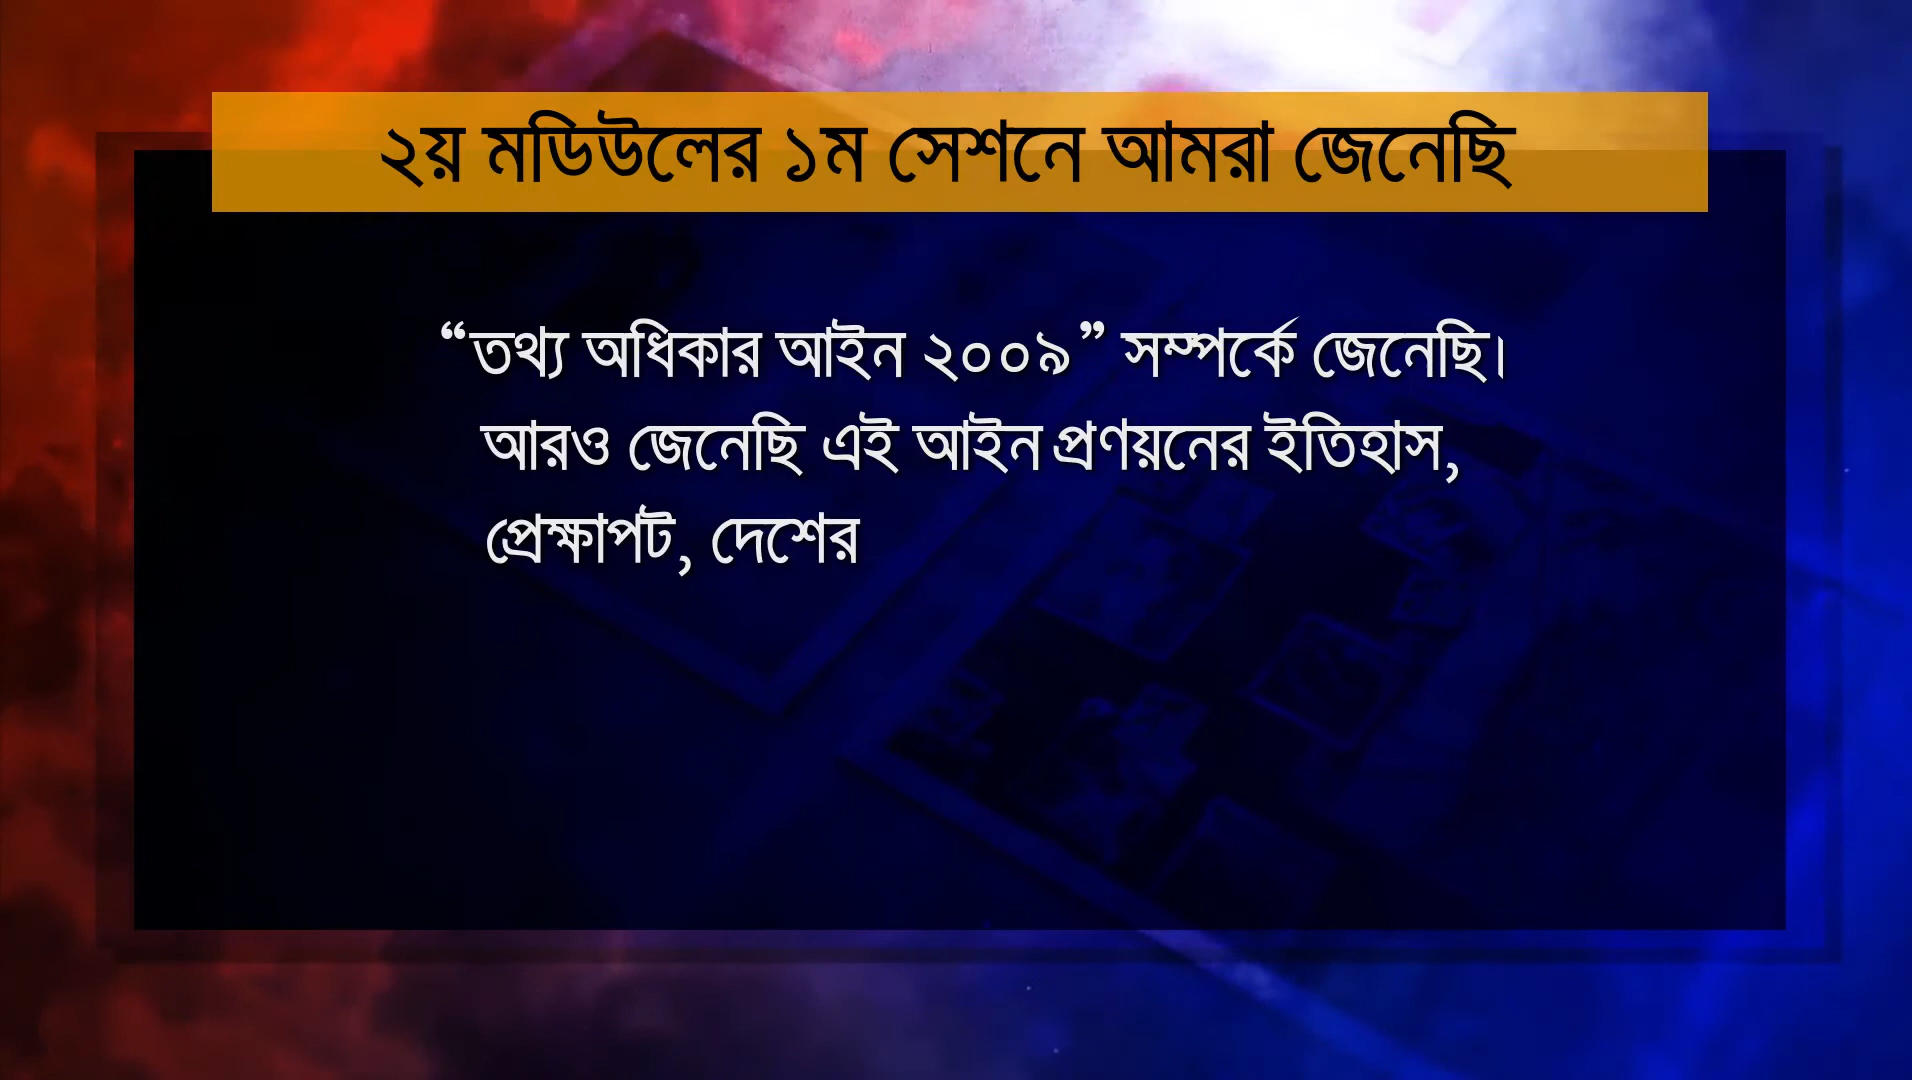 ২য় মডিউলের ১ম সেশনে আমরা জেনেছি
“তথ্য অধিকার আইন ২০০৯” সম্পর্কে জেনেছি।
আরও জেনেছি এই আইন প্রণয়নের ইতিহাস,
প্রেক্ষাপট, দেশের